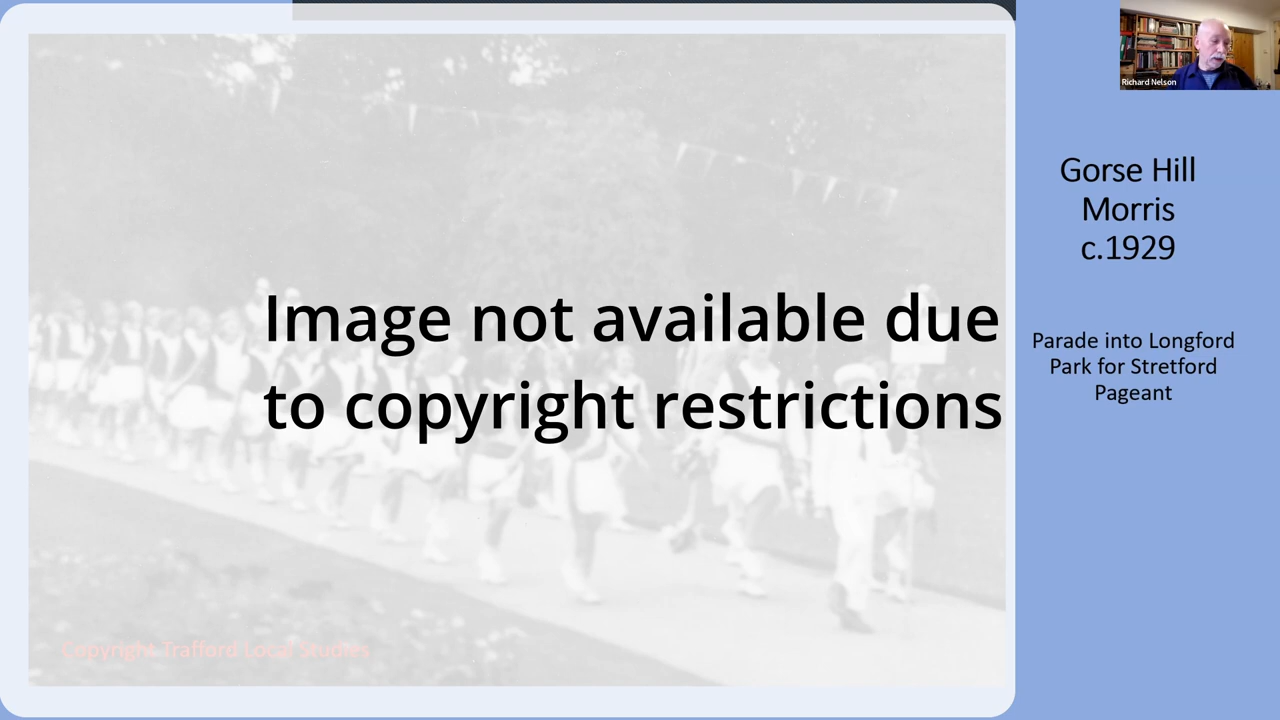 Richard Nelson
Gorse Hill
Morris
c.1929
Image not available due
to copyright restrictions
Parade into Longford
Park for Stretford
Pageant
Copyright Trafford Local Studies